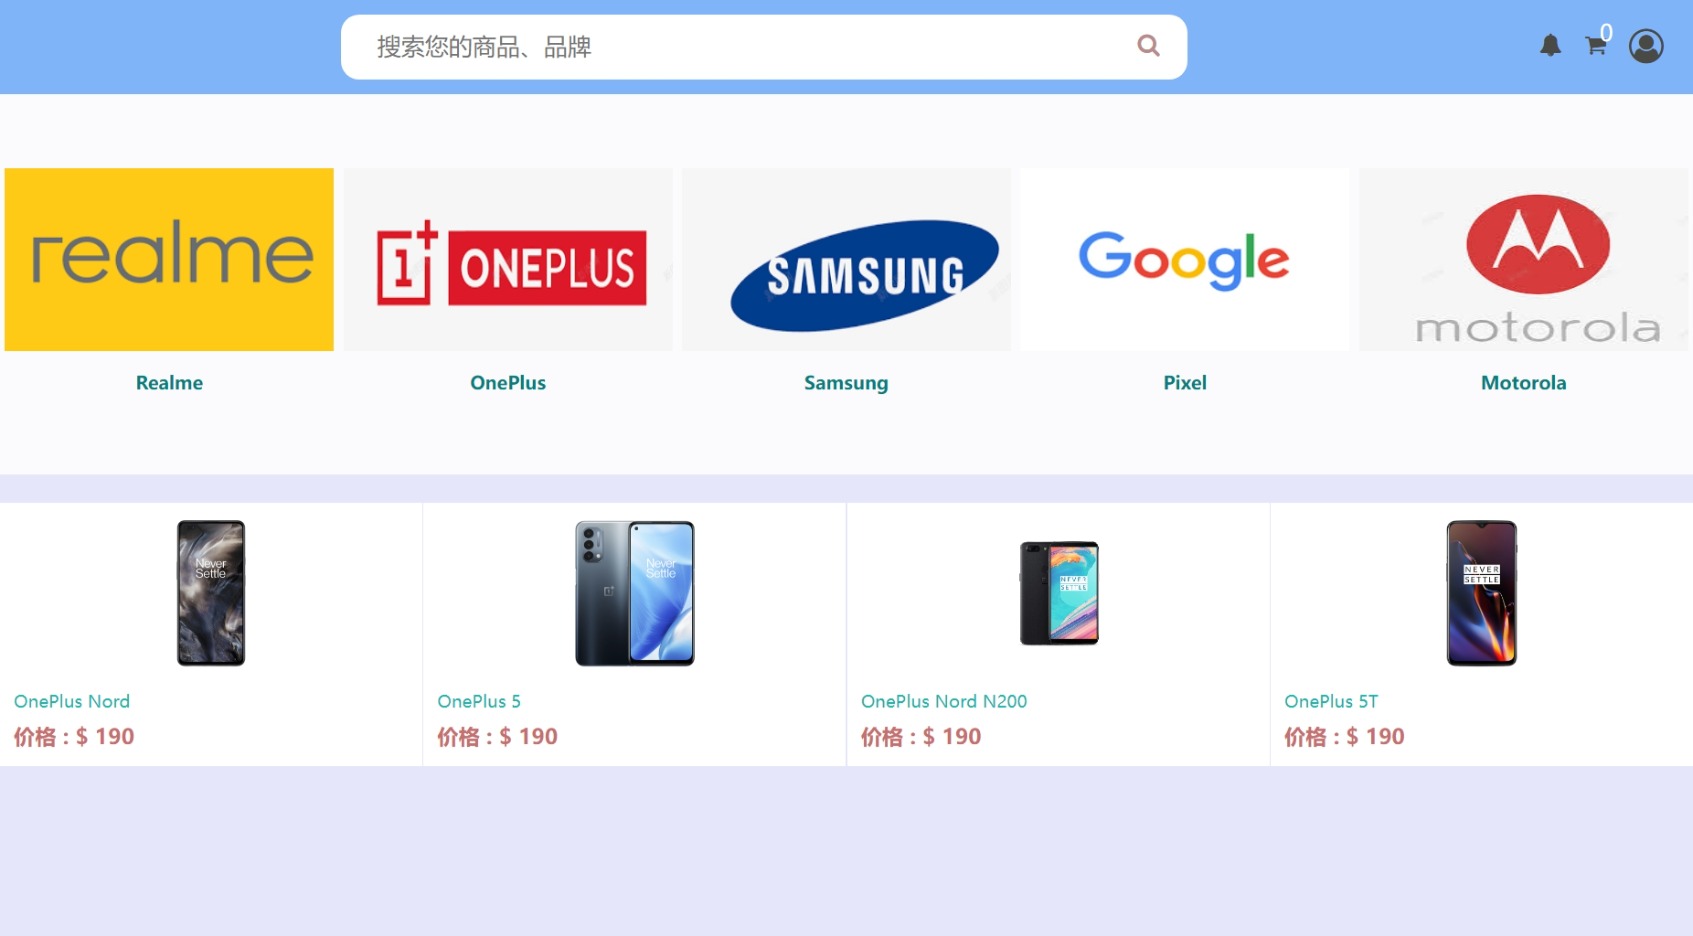 搜索您的商品、品牌
0
realme
1+ ONEPLUS
SAMSUNG
Google
motorola
Realme
OnePlus
Samsung
Pixel
Motorola
Never
Settle
Never
Settle
NEVER
SETTLE
NEVER
SETTLE
OnePlus Nord
价格 : $ 190
OnePlus 5
价格 : $ 190
OnePlus Nord N200
价格 : $ 190
OnePlus 5T
价格 : $ 190